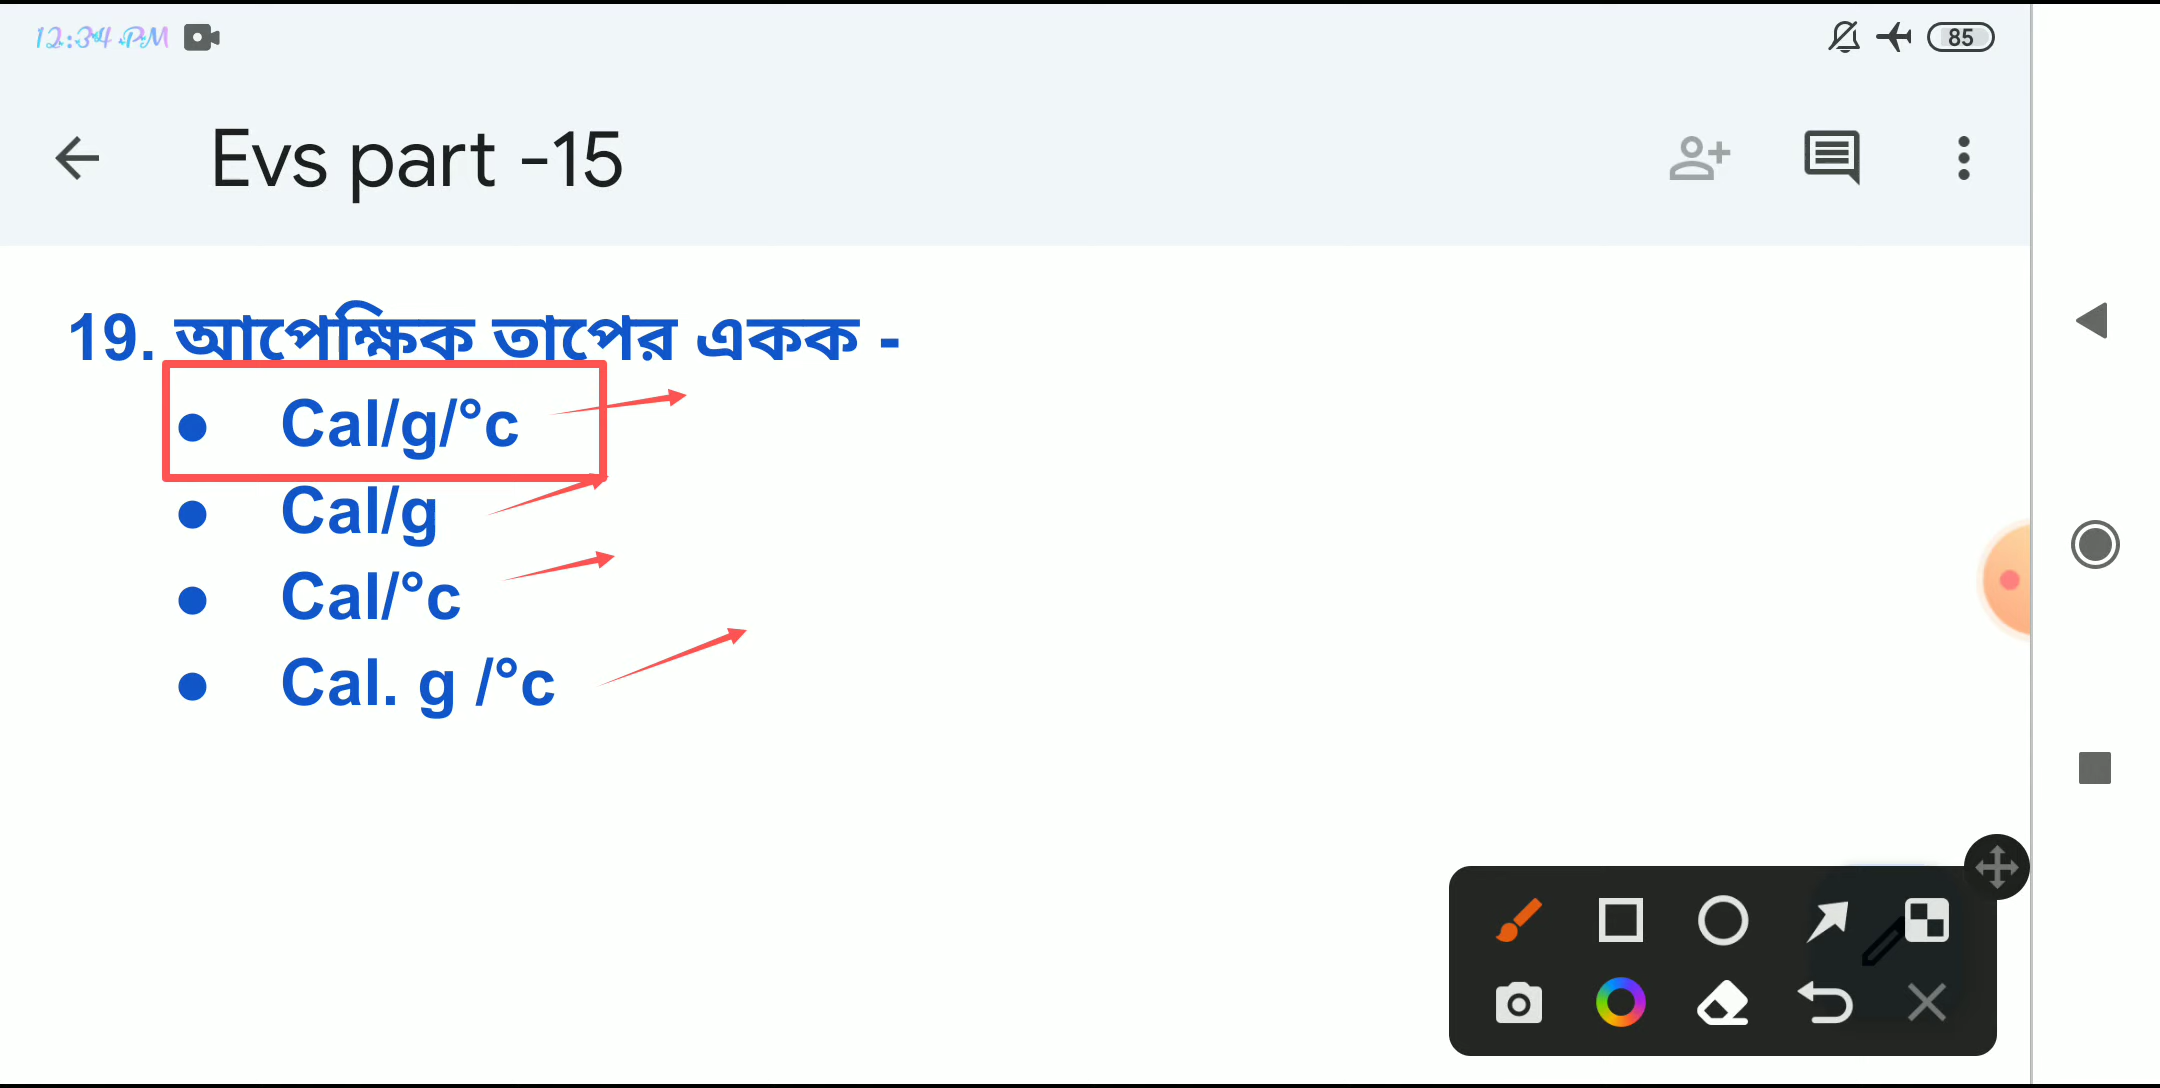 12:34 PM
85
Evs part -15
19. আপেক্ষিক তাপের একক -
● Cal/g/°c
● Cal/g
● Cal/°c
● Cal. g /°c